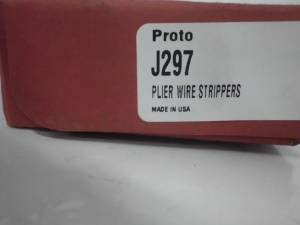 Proto
J297
PLIER WIRE STRIPPERS
MADE IN USA